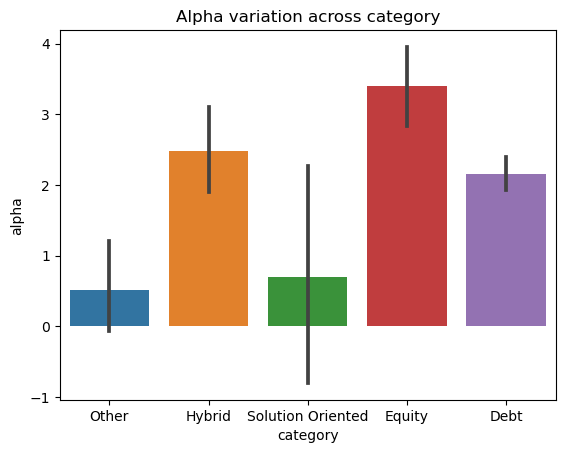 Alpha variation across category
4
3
2
1
0
−1
alpha
Other Hybrid Solution Oriented Equity Debt
category